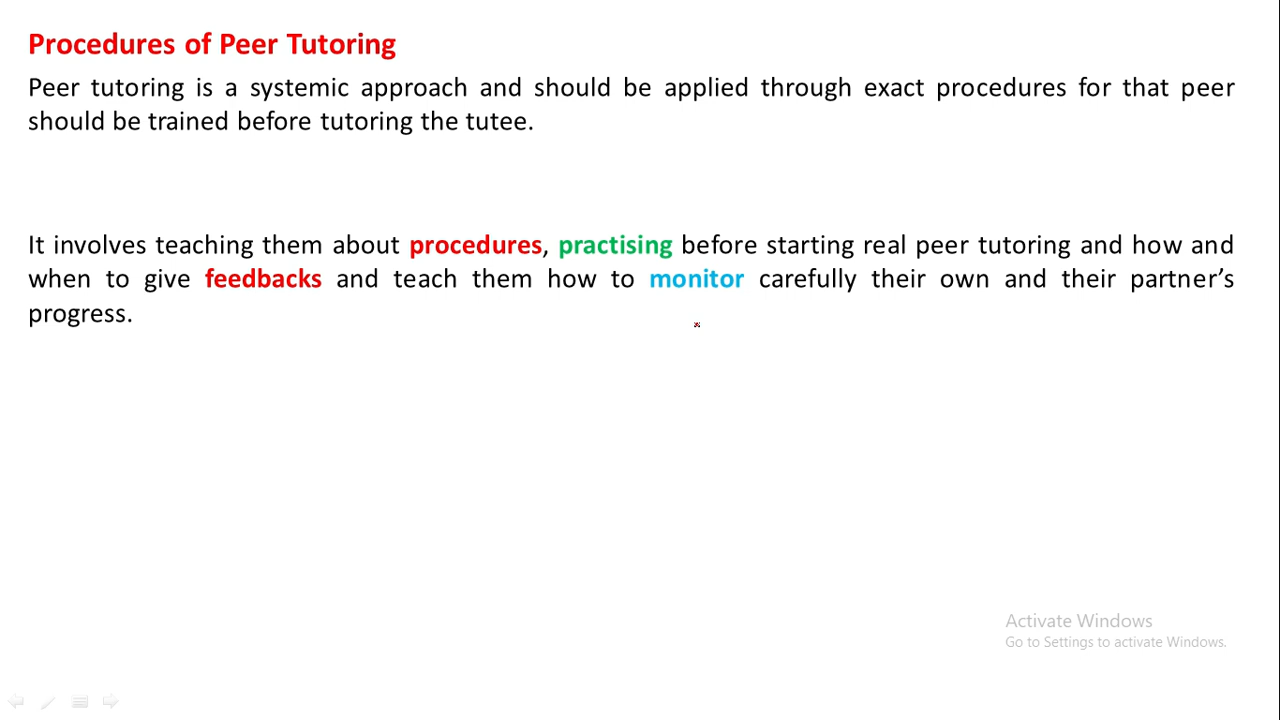 Procedures of Peer Tutoring
Peer tutoring is a systemic approach and should be applied through exact procedures for that peer
should be trained before tutoring the tutee.
It involves teaching them about procedures, practising before starting real peer tutoring and how and
when to give feedbacks and teach them how to monitor carefully their own and their partner’s
progress.
Activate Windows
Go to Settings to activate Windows.